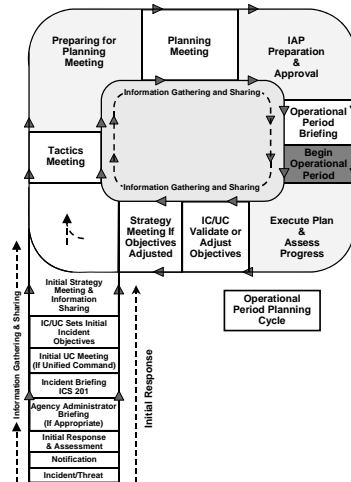 Preparing for
Planning
Meeting
Planning
Meeting
IAP
Preparation
&
Approval
Information Gathering and Sharing
Operational
Period
Briefing
Tactics
Meeting
Begin
Operational
Period
Information Gathering and Sharing
Strategy
Meeting If
Objectives
Adjusted
IC/UC
Validate or
Adjust
Objectives
Execute Plan
&
Assess
Progress
Initial Strategy
Meeting &
Information
Sharing
IC/UC Sets Initial
Incident
Objectives
Initial UC Meeting
(If Unified Command)
Incident Briefing
ICS 201
Agency Administrator
Briefing
(If Appropriate)
Initial Response
& Assessment
Notification
Incident/Threat
Information Gathering & Sharing
Initial Response
Operational
Period Planning
Cycle